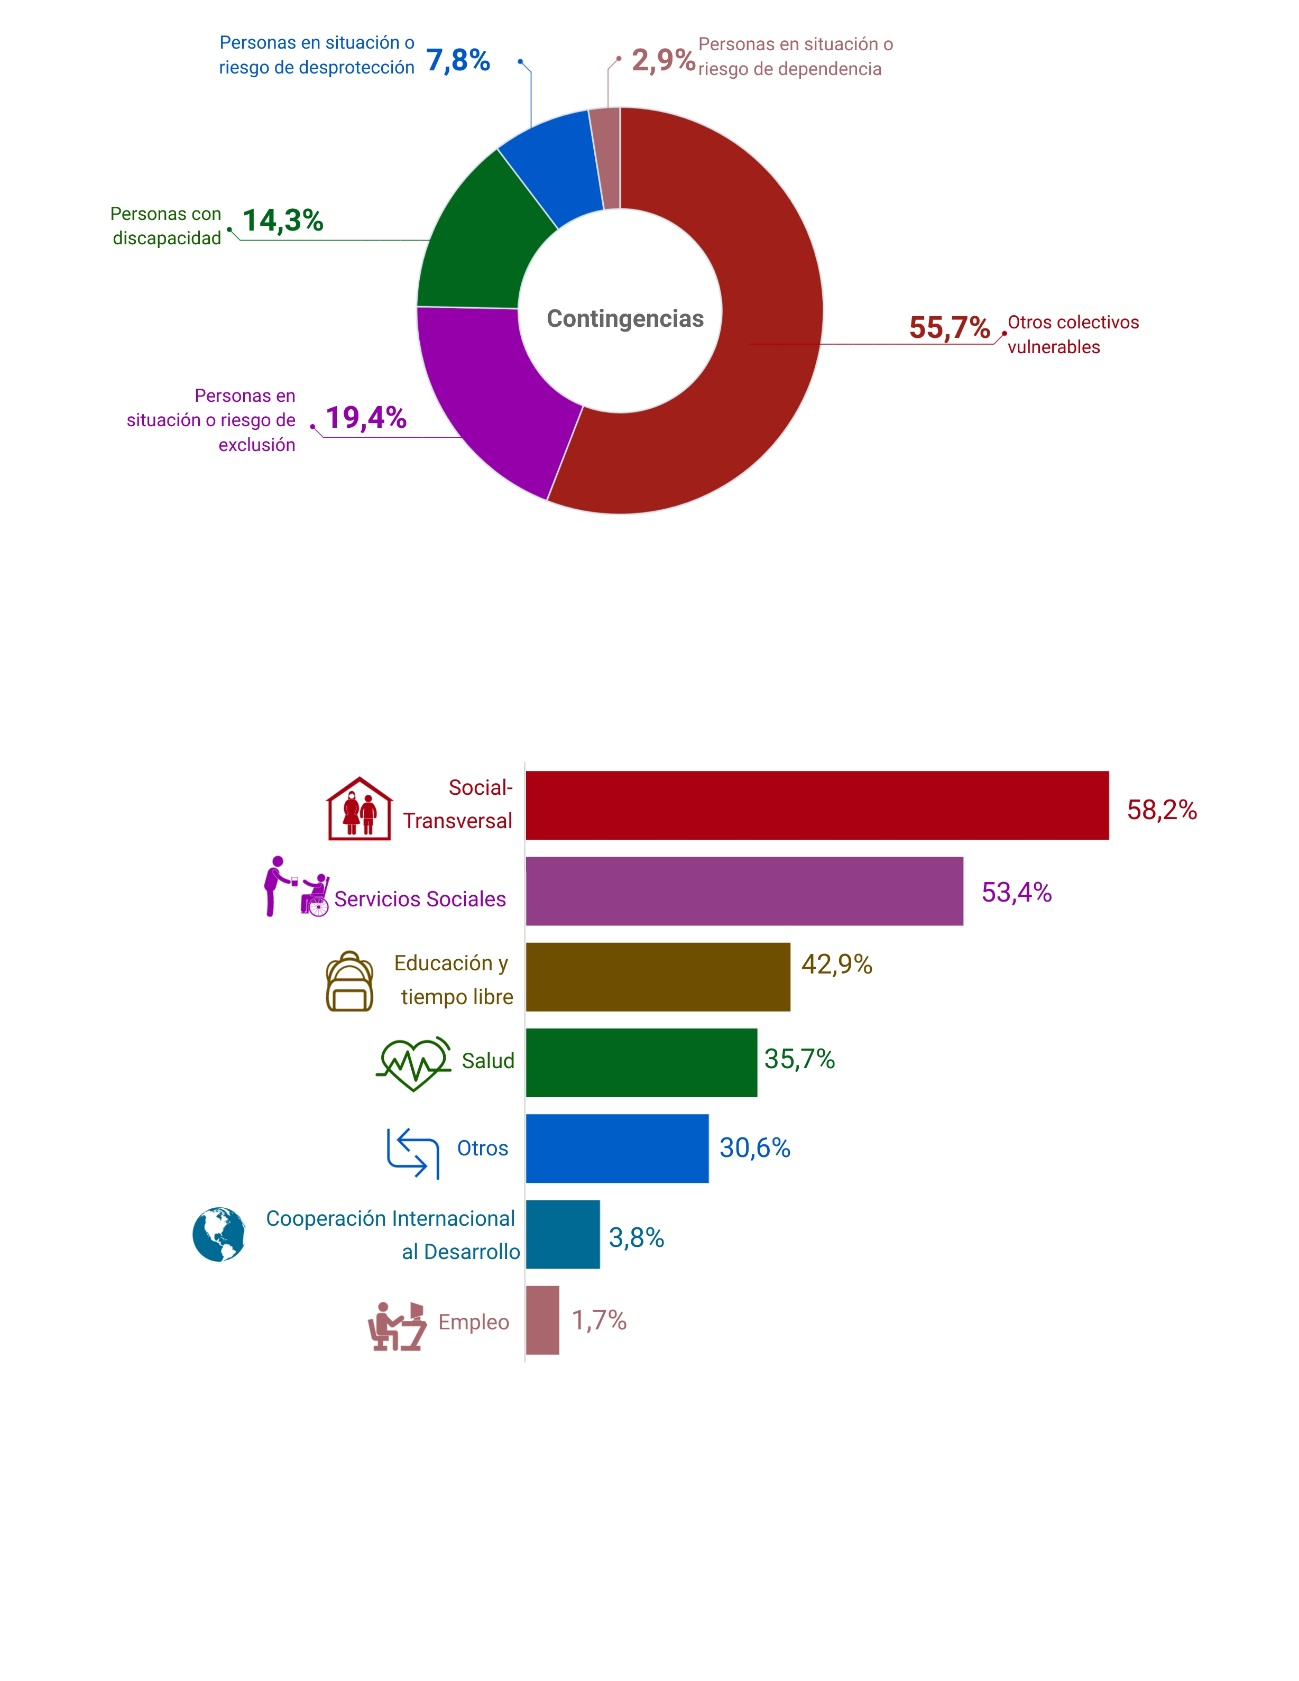 Personas en situación o
riesgo de desprotección
7,8%
2,9%
Personas en situación o
riesgo de dependencia
Personas con
discapacidad
14,3%
Contingencias
55,7%
Otros colectivos
vulnerables
Personas en
situación o riesgo de
exclusión
19,4%
Social-
Transversal
58,2%
Servicios Sociales
53,4%
Educación y
tiempo libre
42,9%
Salud
35,7%
Otros
30,6%
Cooperación Internacional
al Desarrollo
3,8%
Empleo
1,7%